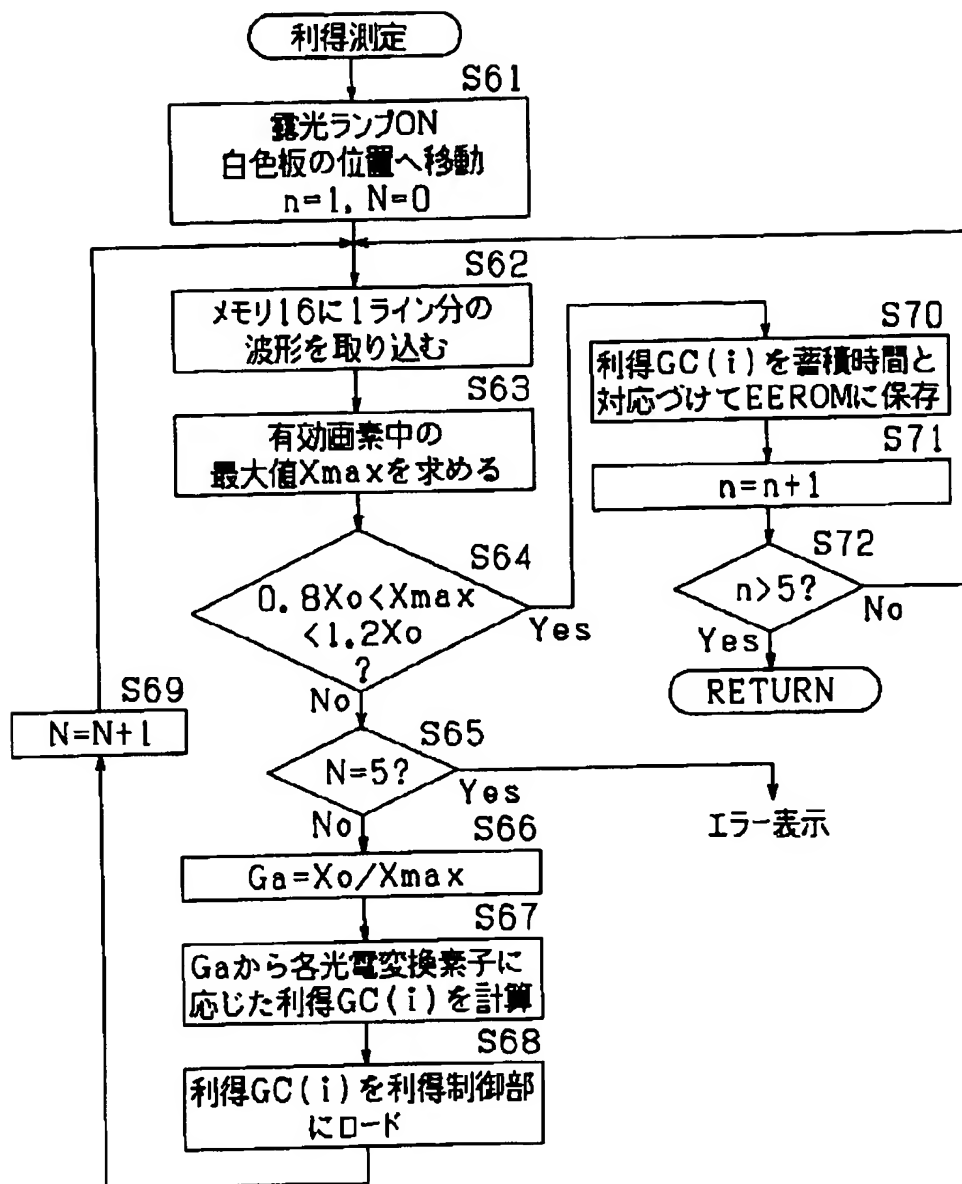 利得測定
S61
露光ランプON
白色板の位置へ移動
n=1, N=0
S62
メモリ16に1ライン分の
波形を取り込む
S63
有効画素中の
最大値Xmaxを求める
S64
0.8Xo<Xmax
<1.2Xo
?
Yes
No
S65
N=5?
Yes
No
エラー表示
S66
Ga=Xo/Xmax
S67
Gaから各光電変換素子に
応じた利得GC(i)を計算
S68
利得GC(i)を利得制御部
にロード
S69
N=N+1
S70
利得GC(i)を蓄積時間と
対応づけてEEROMに保存
S71
n=n+1
S72
n>5?
No
Yes
RETURN